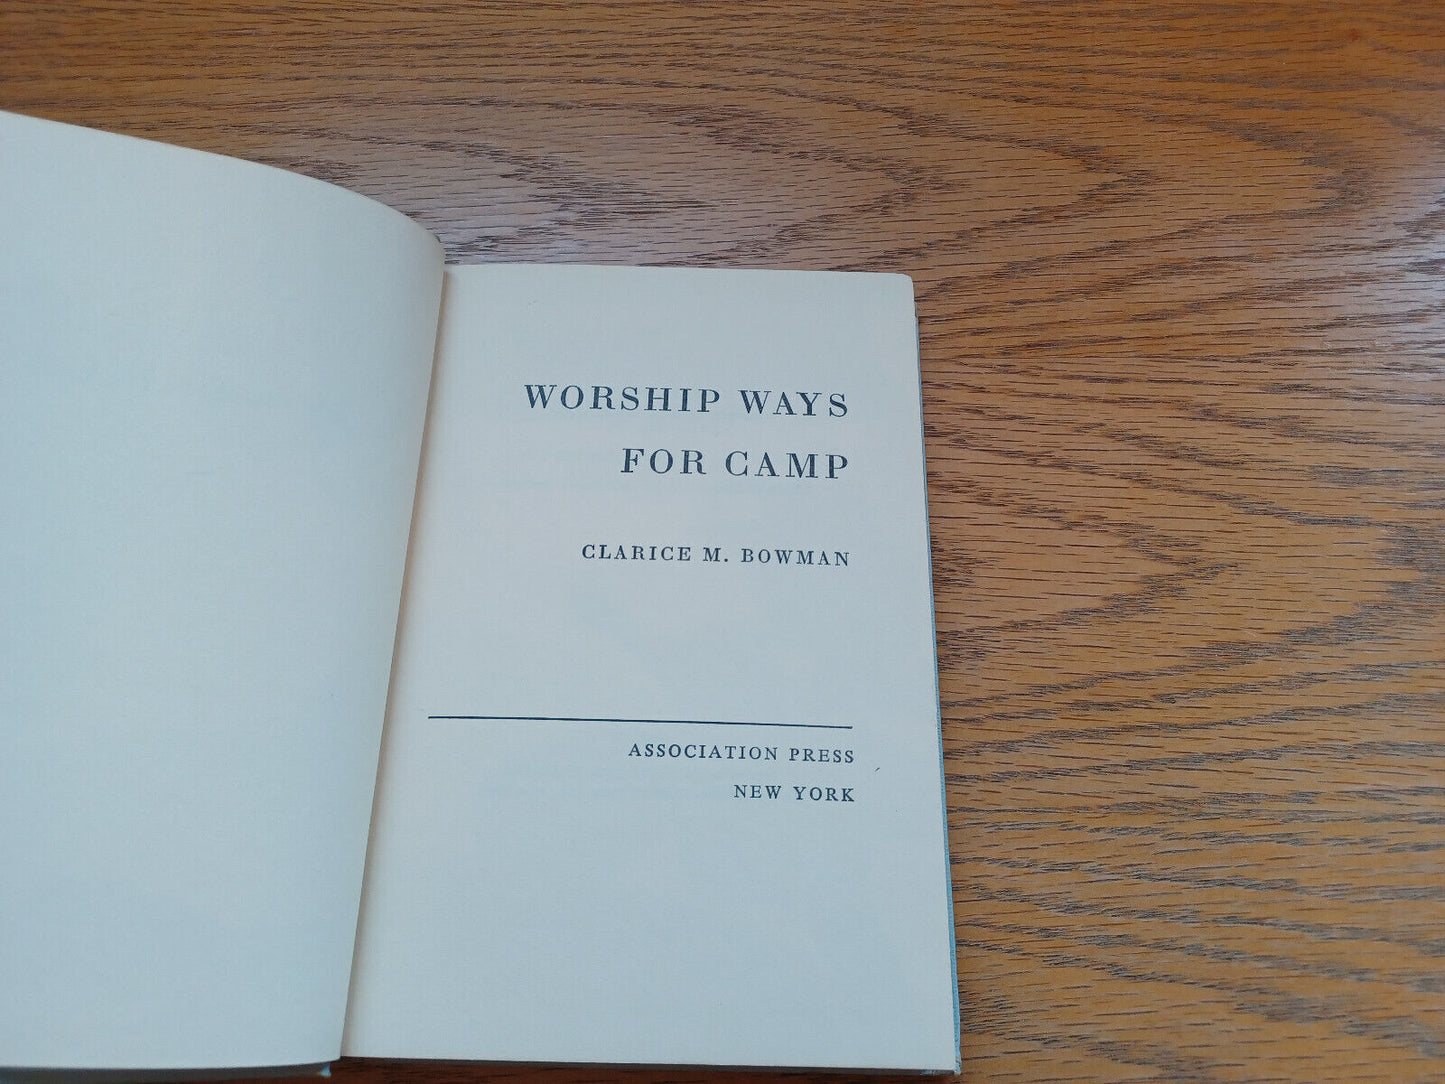 WORSHIP WAYS
FOR CAMP
CLARICE M. BOWMAN
ASSOCIATION PRESS
NEW YORK